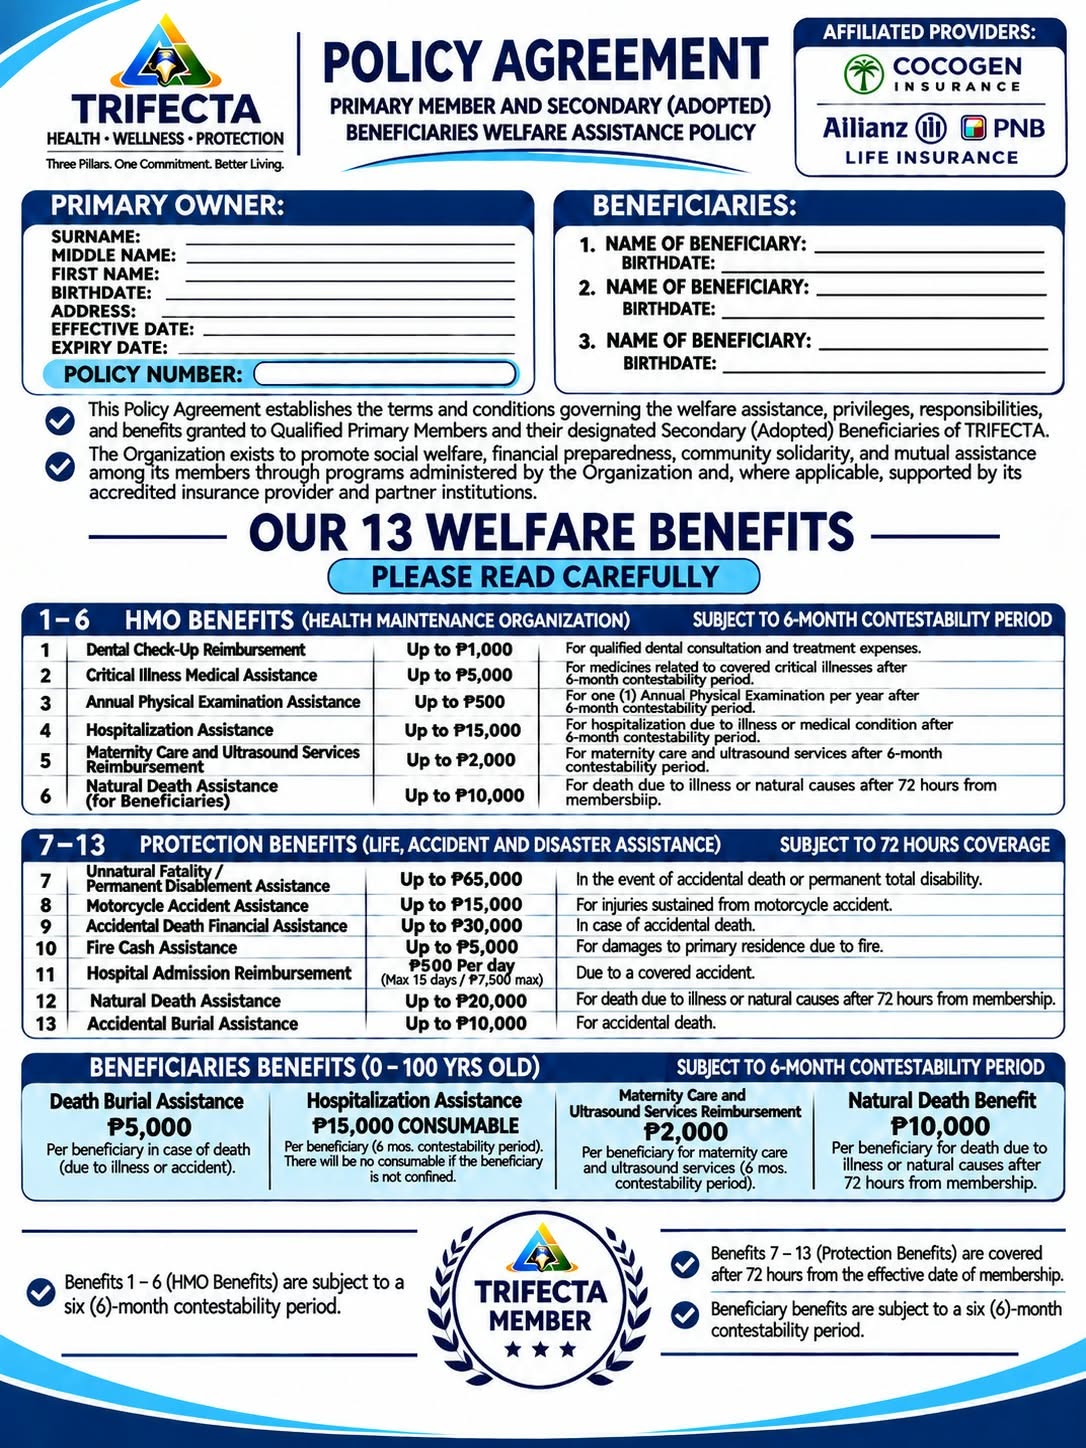 TRIFECTA
HEALTH • WELLNESS • PROTECTION
Three Pillars. One Commitment. Better Living.
POLICY AGREEMENT
PRIMARY MEMBER AND SECONDARY (ADOPTED)
BENEFICIARIES WELFARE ASSISTANCE POLICY
AFFILIATED PROVIDERS:
COCOGEN
INSURANCE
Allianz PNB
LIFE INSURANCE
PRIMARY OWNER:
SURNAME:
MIDDLE NAME:
FIRST NAME:
BIRTHDATE:
ADDRESS:
EFFECTIVE DATE:
EXPIRY DATE:
POLICY NUMBER:
BENEFICIARIES:
1. NAME OF BENEFICIARY:
BIRTHDATE:
2. NAME OF BENEFICIARY:
BIRTHDATE:
3. NAME OF BENEFICIARY:
BIRTHDATE:
This Policy Agreement establishes the terms and conditions governing the welfare assistance, privileges, responsibilities,
and benefits granted to Qualified Primary Members and their designated Secondary (Adopted) Beneficiaries of TRIFECTA.
The Organization exists to promote social welfare, financial preparedness, community solidarity, and mutual assistance
among its members through programs administered by the Organization and, where applicable, supported by its
accredited insurance provider and partner institutions.
OUR 13 WELFARE BENEFITS
PLEASE READ CAREFULLY
1–6 HMO BENEFITS (HEALTH MAINTENANCE ORGANIZATION) SUBJECT TO 6-MONTH CONTESTABILITY PERIOD
1 Dental Check-Up Reimbursement Up to ₱1,000 For qualified dental consultation and treatment expenses.
2 Critical Illness Medical Assistance Up to ₱5,000 For medicines related to covered critical illnesses after
6-month contestability period.
3 Annual Physical Examination Assistance Up to ₱500 For one (1) Annual Physical Examination per year after
6-month contestability period.
4 Hospitalization Assistance Up to ₱15,000 For hospitalization due to illness or medical condition after
6-month contestability period.
5 Maternity Care and Ultrasound Services
Reimbursement Up to ₱2,000 For maternity care and ultrasound services after 6-month
contestability period.
6 Natural Death Assistance
(for Beneficiaries) Up to ₱10,000 For death due to illness or natural causes after 72 hours from
membersbiip.
7–13 PROTECTION BENEFITS (LIFE, ACCIDENT AND DISASTER ASSISTANCE) SUBJECT TO 72 HOURS COVERAGE
7 Unnatural Fatality /
Permanent Disablement Assistance Up to ₱65,000 In the event of accidental death or permanent total disability.
8 Motorcycle Accident Assistance Up to ₱15,000 For injuries sustained from motorcycle accident.
9 Accidental Death Financial Assistance Up to ₱30,000 In case of accidental death.
10 Fire Cash Assistance Up to ₱5,000 For damages to primary residence due to fire.
11 Hospital Admission Reimbursement ₱500 Per day
(Max 15 days / ₱7,500 max) Due to a covered accident.
12 Natural Death Assistance Up to ₱20,000 For death due to illness or natural causes after 72 hours from membership.
13 Accidental Burial Assistance Up to ₱10,000 For accidental death.
BENEFICIARIES BENEFITS (0 – 100 YRS OLD) SUBJECT TO 6-MONTH CONTESTABILITY PERIOD
Death Burial Assistance
₱5,000
Per beneficiary in case of death
(due to illness or accident).
Hospitalization Assistance
₱15,000 CONSUMABLE
Per beneficiary (6 mos. contestability period).
There will be no consumable if the beneficiary
is not confined.
Maternity Care and
Ultrasound Services Reimbursement
₱2,000
Per beneficiary for maternity care
and ultrasound services (6 mos.
contestability period).
Natural Death Benefit
₱10,000
Per beneficiary for death due to
illness or natural causes after
72 hours from membership.
Benefits 1 – 6 (HMO Benefits) are subject to a
six (6)-month contestability period.
TRIFECTA
MEMBER
Benefits 7 – 13 (Protection Benefits) are covered
after 72 hours from the effective date of membership.
Beneficiary benefits are subject to a six (6)-month
contestability period.